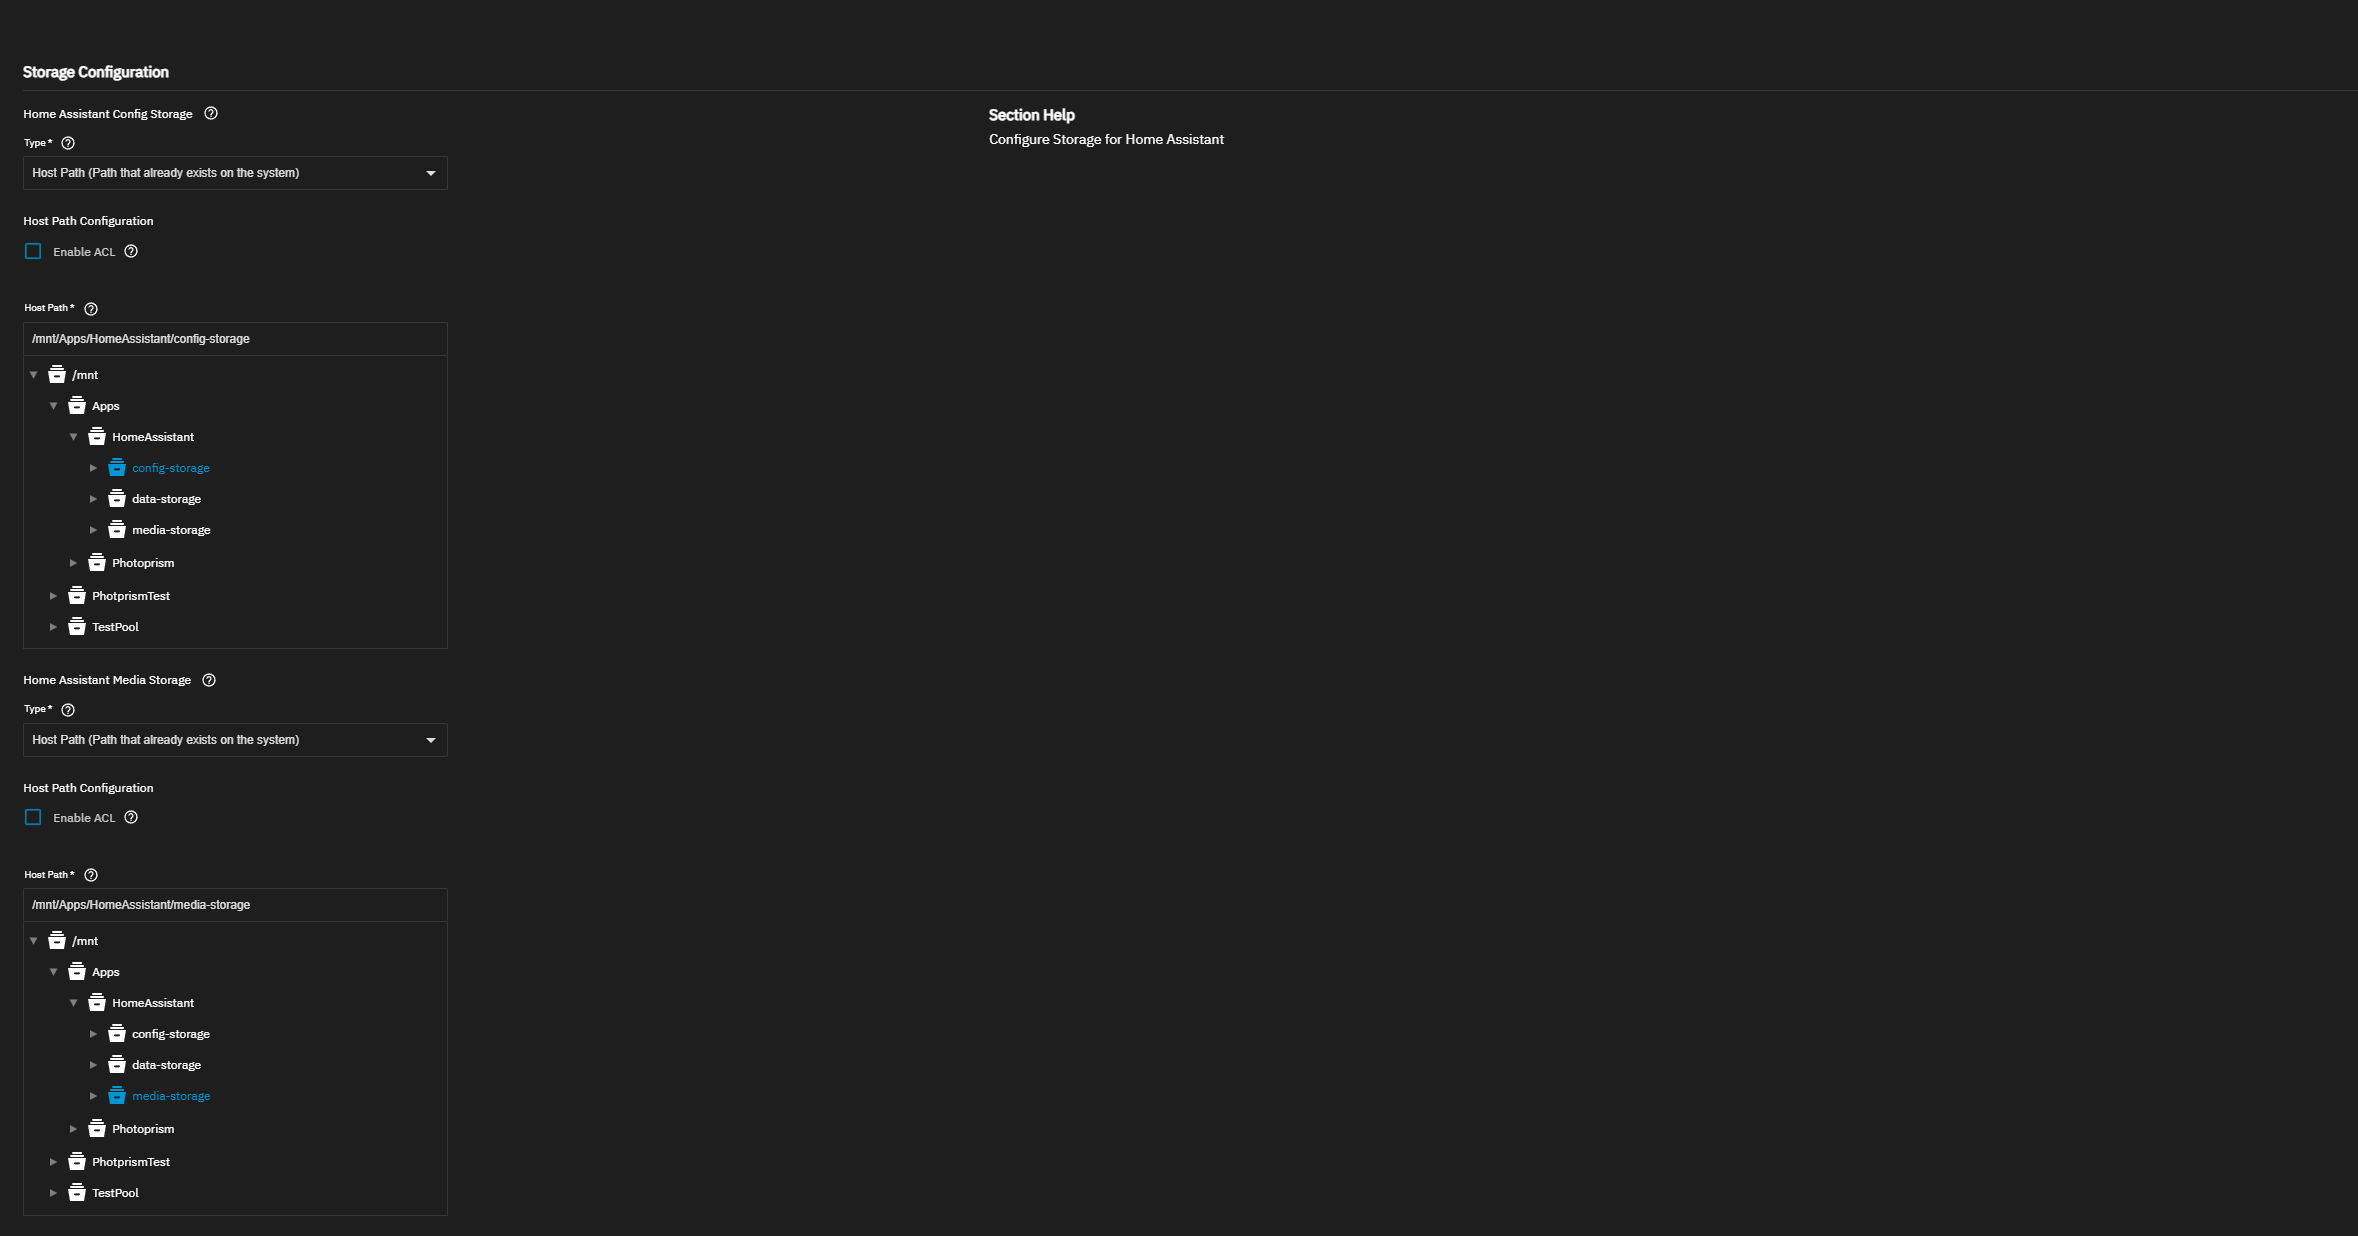 Storage Configuration
Home Assistant Config Storage
Type *
Host Path (Path that already exists on the system)
Host Path Configuration
Enable ACL
Host Path *
/mnt/Apps/HomeAssistant/config-storage
/mnt
Apps
HomeAssistant
config-storage
data-storage
media-storage
Photoprism
PhotprismTest
TestPool
Home Assistant Media Storage
Type *
Host Path (Path that already exists on the system)
Host Path Configuration
Enable ACL
Host Path *
/mnt/Apps/HomeAssistant/media-storage
/mnt
Apps
HomeAssistant
config-storage
data-storage
media-storage
Photoprism
PhotprismTest
TestPool
Section Help
Configure Storage for Home Assistant